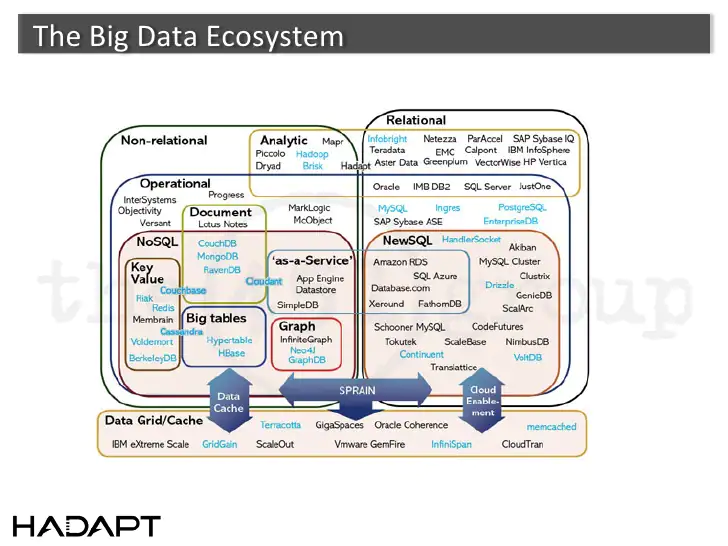 The Big Data Ecosystem
Relational
Non-relational
Analytic
Mapr
Piccolo Hadoop
Dryad Brisk Hadapt
Infobright Netezza ParAccel SAP Sybase IQ
Teradata EMC Calpont IBM InfoSphere
Aster Data Greenplum VectorWise HP Vertica
Operational
Oracle IMB DB2 SQL Server JustOne
InterSystems Progress
Objectivity
Versant
Document
Lotus Notes
MarkLogic
McObject
MySQL Ingres PostgreSQL
SAP Sybase ASE EnterpriseDB
NoSQL
CouchDB
MongoDB
RavenDB
'as-a-Service'
NewSQL HandlerSocket
Akiban
Amazon RDS MySQL Cluster
SQL Azure Clustrix
Database.com Drizzle
GenieDB
Xeround FathomDB ScalArc
Key
Value
Couchbase
Cloudant
App Engine
Datastore
SimpleDB
Riak
Redis
Membrain
Cassandra
Voldemort
BerkeleyDB
Big tables
Hypertable
HBase
Graph
InfiniteGraph
Neo4J
GraphDB
Schooner MySQL CodeFutures
Tokutek ScaleBase NimbusDB
Continuent VoltDB
Translattice
Data
Cache
SPRAIN
Cloud
Enable-
ment
Data Grid/Cache
Terracotta GigaSpaces Oracle Coherence memcached
IBM eXtreme Scale GridGain ScaleOut Vmware GemFire InfiniSpan CloudTran
HADAPT